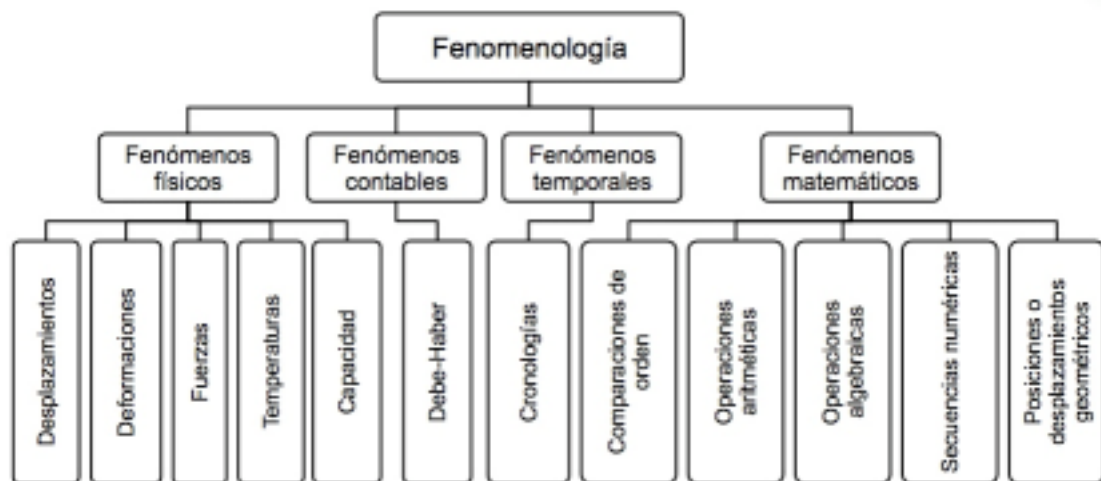 Fenomenología
Fenómenos
físicos
Fenómenos
contables
Fenómenos
temporales
Fenómenos
matemáticos
Desplazamientos
Deformaciones
Fuerzas
Temperaturas
Capacidad
Debe-Haber
Cronologías
Comparaciones de
orden
Operaciones
aritméticas
Operaciones
algebraicas
Secuencias numéricas
Posiciones o
desplazamientos
geométricos